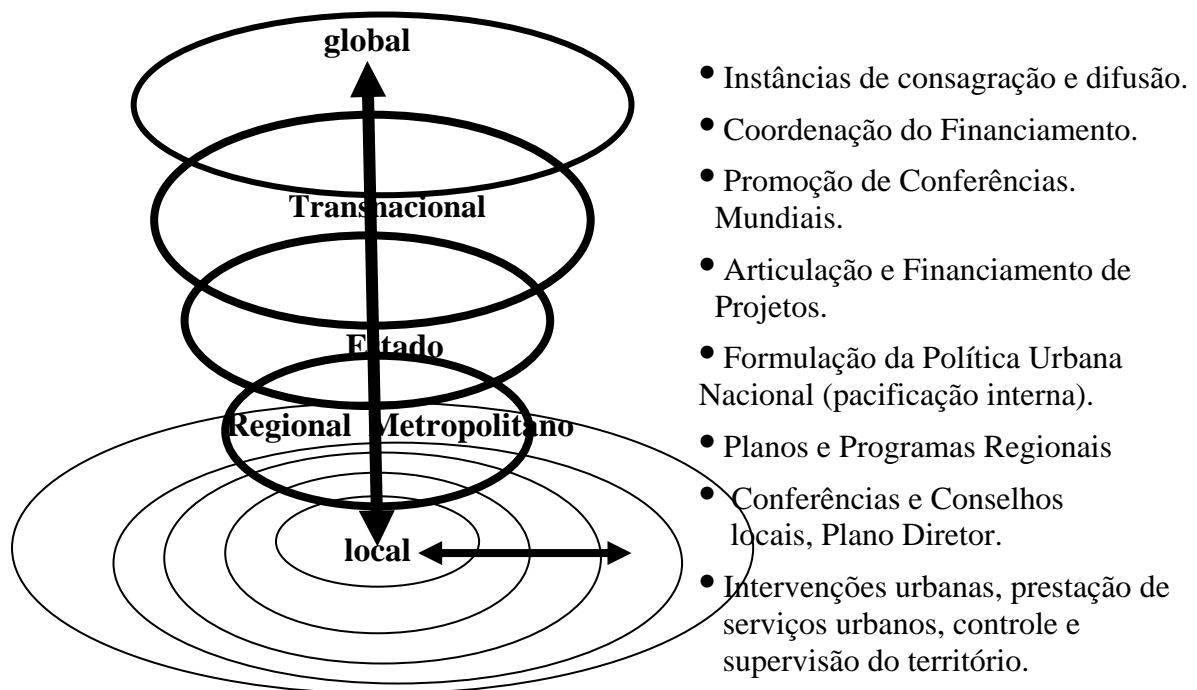 global
Transnacional
Estado
Regional Metropolitano
local
• Instâncias de consagração e difusão.
• Coordenação do Financiamento.
• Promoção de Conferências.
Mundiais.
• Articulação e Financiamento de
Projetos.
• Formulação da Política Urbana
Nacional (pacificação interna).
• Planos e Programas Regionais
• Conferências e Conselhos
locais, Plano Diretor.
• Intervenções urbanas, prestação de
serviços urbanos, controle e
supervisão do território.